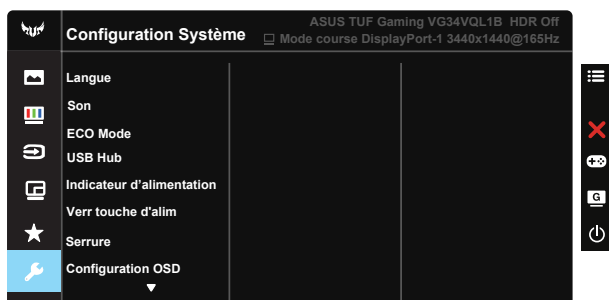 ASUS TUF Gaming VG34VQL1B HDR Off
Configuration Système
Mode course DisplayPort-1 3440x1440@165Hz
Langue
Son
ECO Mode
USB Hub
Indicateur d’alimentation
Verr touche d'alim
Serrure
Configuration OSD
G